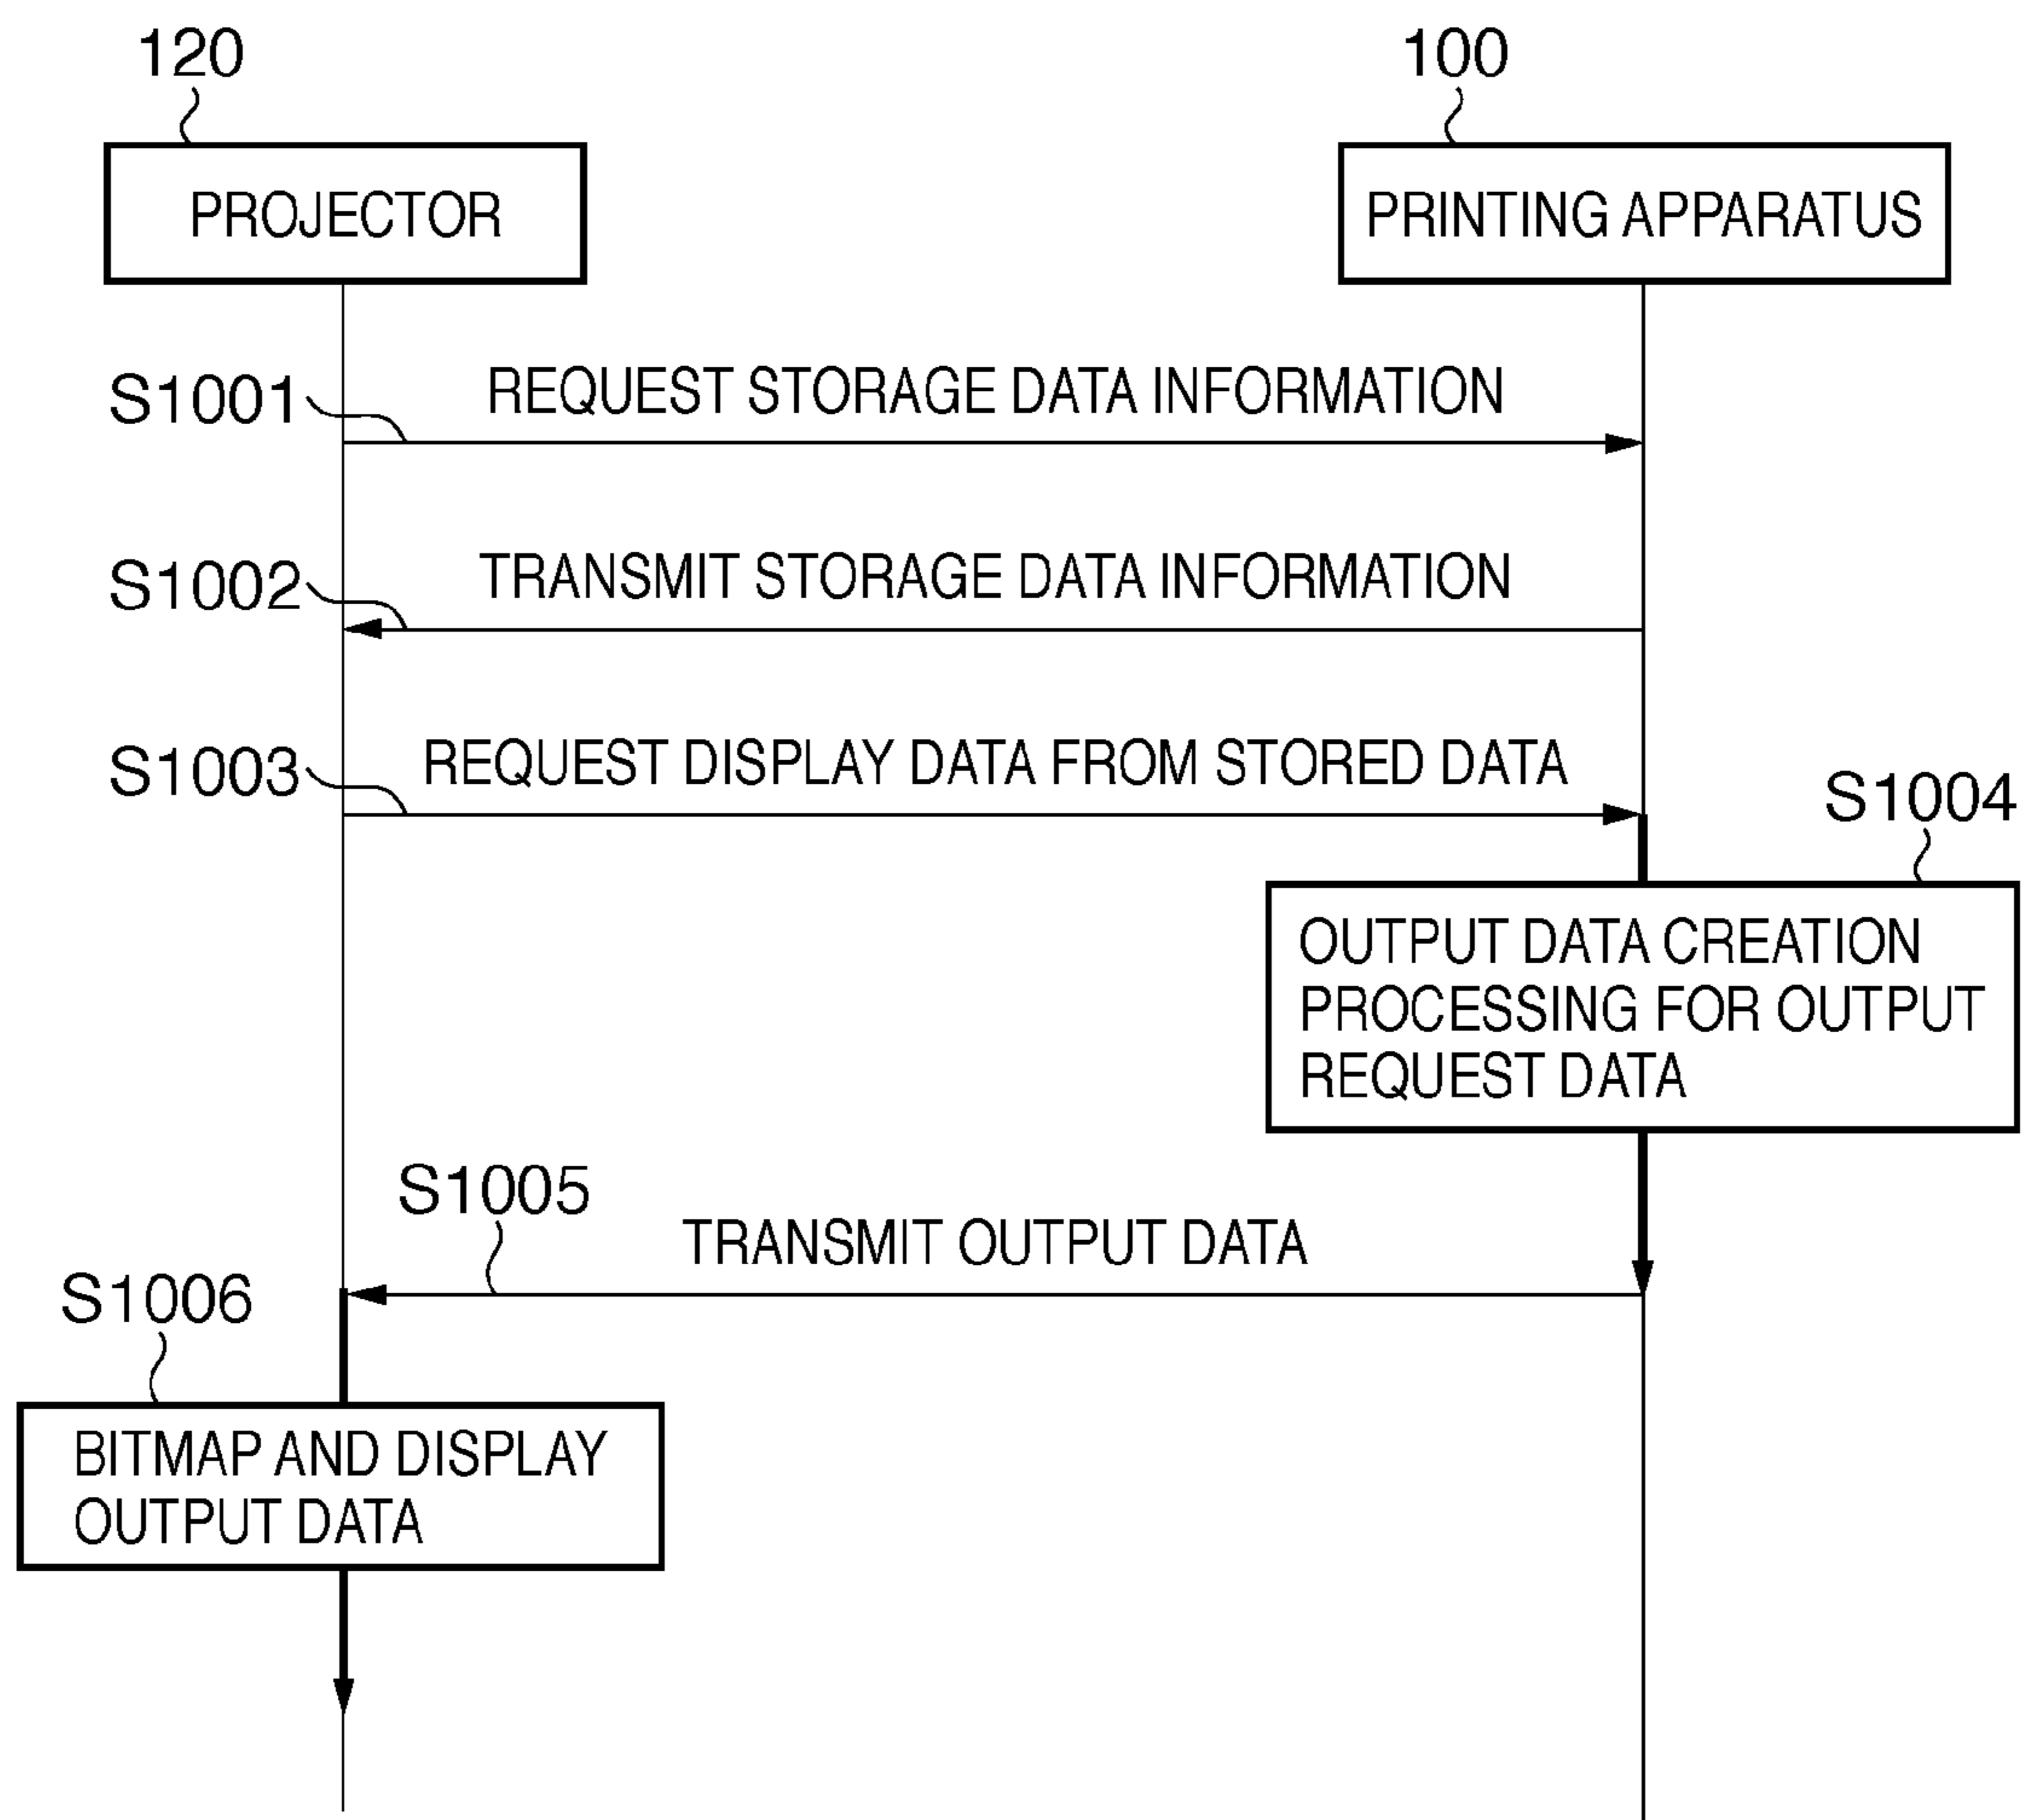 120
100
PROJECTOR
PRINTING APPARATUS
S1001
REQUEST STORAGE DATA INFORMATION
S1002
TRANSMIT STORAGE DATA INFORMATION
S1003
REQUEST DISPLAY DATA FROM STORED DATA
S1004
OUTPUT DATA CREATION
PROCESSING FOR OUTPUT
REQUEST DATA
S1005
TRANSMIT OUTPUT DATA
S1006
BITMAP AND DISPLAY
OUTPUT DATA